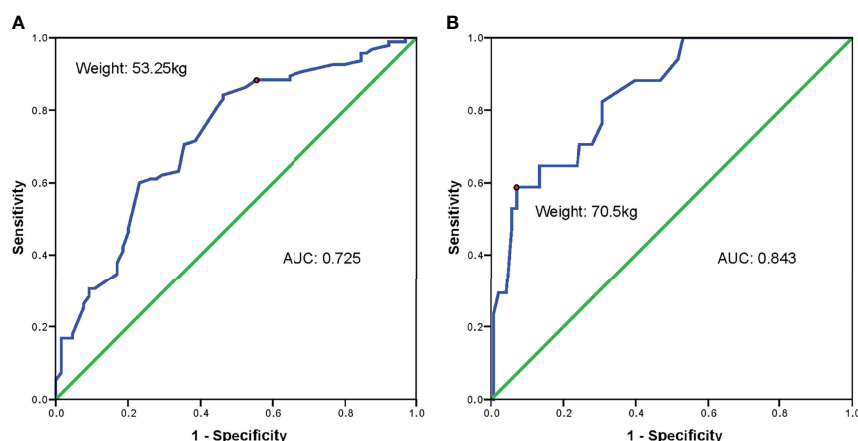 A
B
1.0
Weight: 53.25kg
0.8
0.6
Sensitivity
0.4
AUC: 0.725
0.2
0.0
0.0 0.2 0.4 0.6 0.8 1.0
1 - Specificity
1.0
0.8
0.6
Weight: 70.5kg
Sensitivity
0.4
AUC: 0.843
0.2
0.0
0.0 0.2 0.4 0.6 0.8 1.0
1 - Specificity